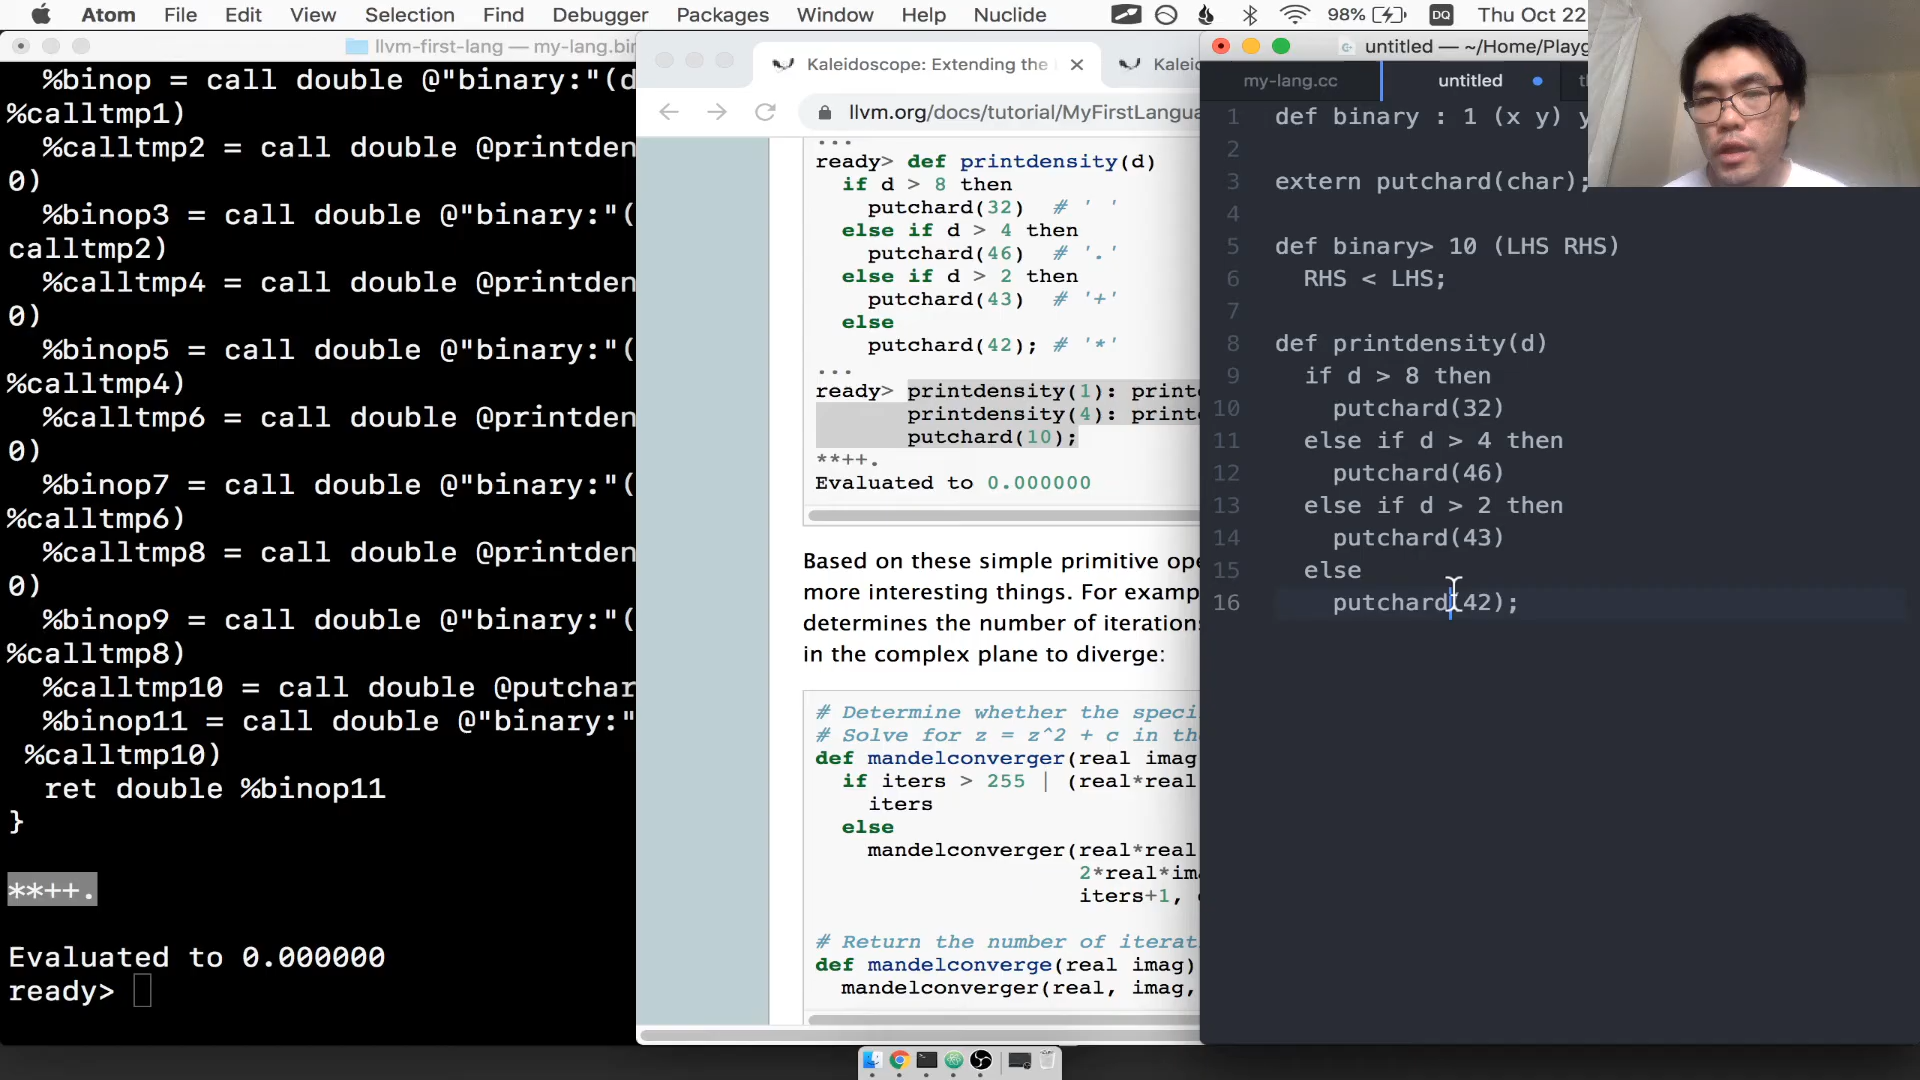 Atom File Edit View Selection Find Debugger Packages Window Help Nuclide 98% DQ Thu Oct 22
llvm-first-lang — my-lang.bin
%binop = call double @"binary:"(d
%calltmp1)
%calltmp2 = call double @printden
0)
%binop3 = call double @"binary:"(
calltmp2)
%calltmp4 = call double @printden
0)
%binop5 = call double @"binary:"(
%calltmp4)
%calltmp6 = call double @printden
0)
%binop7 = call double @"binary:"(
%calltmp6)
%calltmp8 = call double @printden
0)
%binop9 = call double @"binary:"(
%calltmp8)
%calltmp10 = call double @putchar
%binop11 = call double @"binary:"
%calltmp10)
ret double %binop11
}
**++.
Evaluated to 0.000000
ready>
Kaleidoscope: Extending the
Kalei
llvm.org/docs/tutorial/MyFirstLangua
...
ready> def printdensity(d)
if d > 8 then
putchard(32) # ' '
else if d > 4 then
putchard(46) # '.'
else if d > 2 then
putchard(43) # '+'
else
putchard(42); # '*'
...
ready> printdensity(1): print
printdensity(4): print
putchard(10);
**++.
Evaluated to 0.000000
Based on these simple primitive ope
more interesting things. For examp
determines the number of iterations
in the complex plane to diverge:
# Determine whether the speci
# Solve for z = z^2 + c in the
def mandelconverger(real imag
if iters > 255 | (real*real
iters
else
mandelconverger(real*real
2*real*ima
iters+1,
# Return the number of iterat
def mandelconverge(real imag)
mandelconverger(real, imag,
untitled — ~/Home/Playg
my-lang.cc untitled
1 def binary : 1 (x y) y
2
3 extern putchard(char);
4
5 def binary> 10 (LHS RHS)
6 RHS < LHS;
7
8 def printdensity(d)
9 if d > 8 then
10 putchard(32)
11 else if d > 4 then
12 putchard(46)
13 else if d > 2 then
14 putchard(43)
15 else
16 putchard(42);